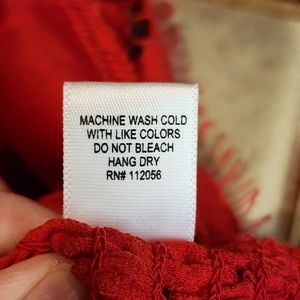 MACHINE WASH COLD
WITH LIKE COLORS
DO NOT BLEACH
HANG DRY
RN# 112056